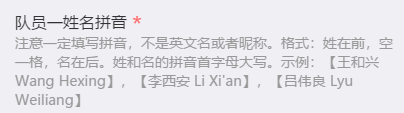 队员一姓名拼音 *
注意一定填写拼音，不是英文名或者昵称。格式：姓在前，空
一格，名在后。姓和名的拼音首字母大写。示例：【王和兴
Wang Hexing】，【李西安 Li Xi'an】，【吕伟良 Lyu
Weiliang】